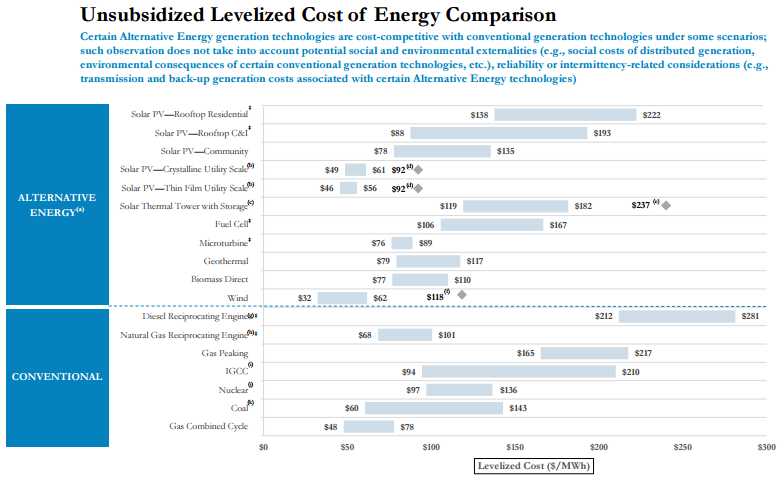 Unsubsidized Levelized Cost of Energy Comparison
Certain Alternative Energy generation technologies are cost-competitive with conventional generation technologies under some scenarios;
such observation does not take into account potential social and environmental externalities (e.g., social costs of distributed generation,
environmental consequences of certain conventional generation technologies, etc.), reliability or intermittency-related considerations (e.g.,
transmission and back-up generation costs associated with certain Alternative Energy technologies)
ALTERNATIVE
ENERGY(a)
Solar PV—Rooftop Residential‡ $138 $222
Solar PV—Rooftop C&I‡ $88 $193
Solar PV—Community $78 $135
Solar PV—Crystalline Utility Scale(b) $49 $61 $92(d)
Solar PV—Thin Film Utility Scale(b) $46 $56 $92(d)
Solar Thermal Tower with Storage(c) $119 $182 $237(e)
Fuel Cell‡ $106 $167
Microturbine‡ $76 $89
Geothermal $79 $117
Biomass Direct $77 $110
Wind $32 $62 $118(f)
CONVENTIONAL
Diesel Reciprocating Engine(g)‡ $212 $281
Natural Gas Reciprocating Engine(h)‡ $68 $101
Gas Peaking $165 $217
IGCC(i) $94 $210
Nuclear(j) $97 $136
Coal(k) $60 $143
Gas Combined Cycle $48 $78
$0 $50 $100 $150 $200 $250 $300
Levelized Cost ($/MWh)